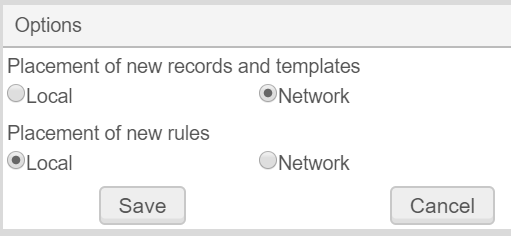 Options
Placement of new records and templates
Local Network
Placement of new rules
Local Network
Save Cancel